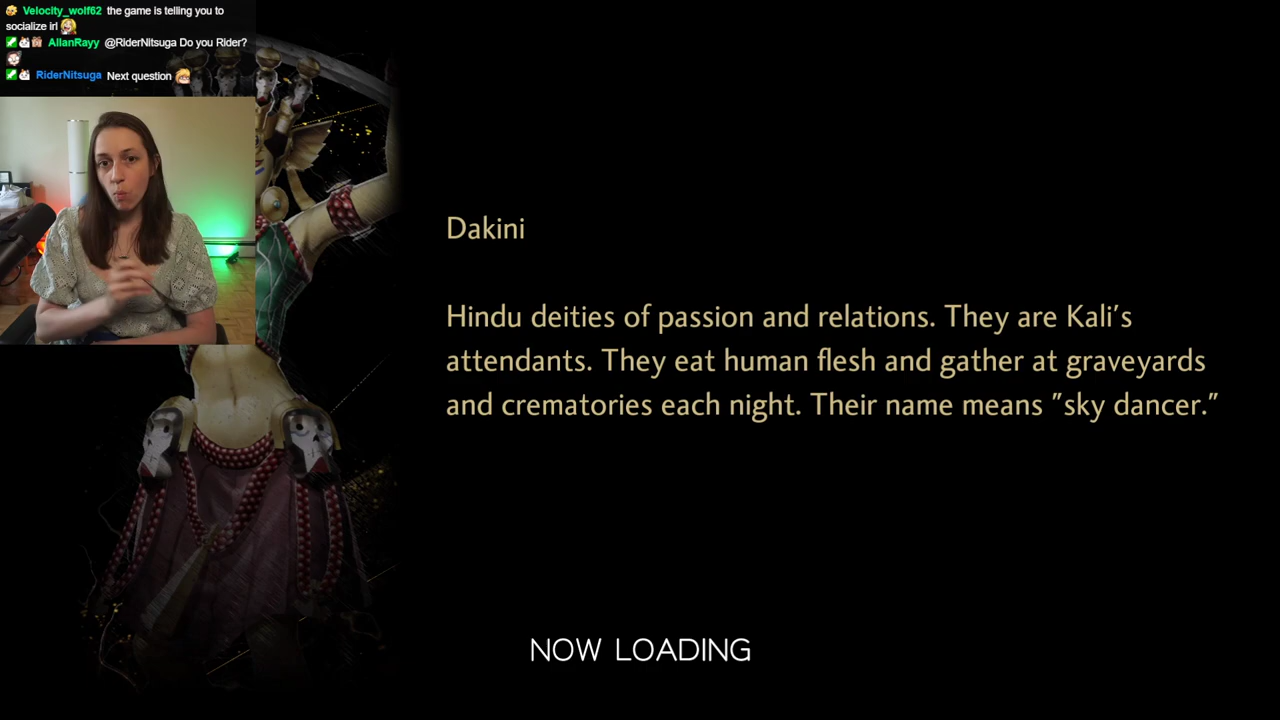 Velocity_wolf62 the game is telling you to
socialize irl
AllanRayy @RiderNitsuga Do you Rider?
RiderNitsuga Next question
Dakini
Hindu deities of passion and relations. They are Kali's
attendants. They eat human flesh and gather at graveyards
and crematories each night. Their name means "sky dancer."
NOW LOADING